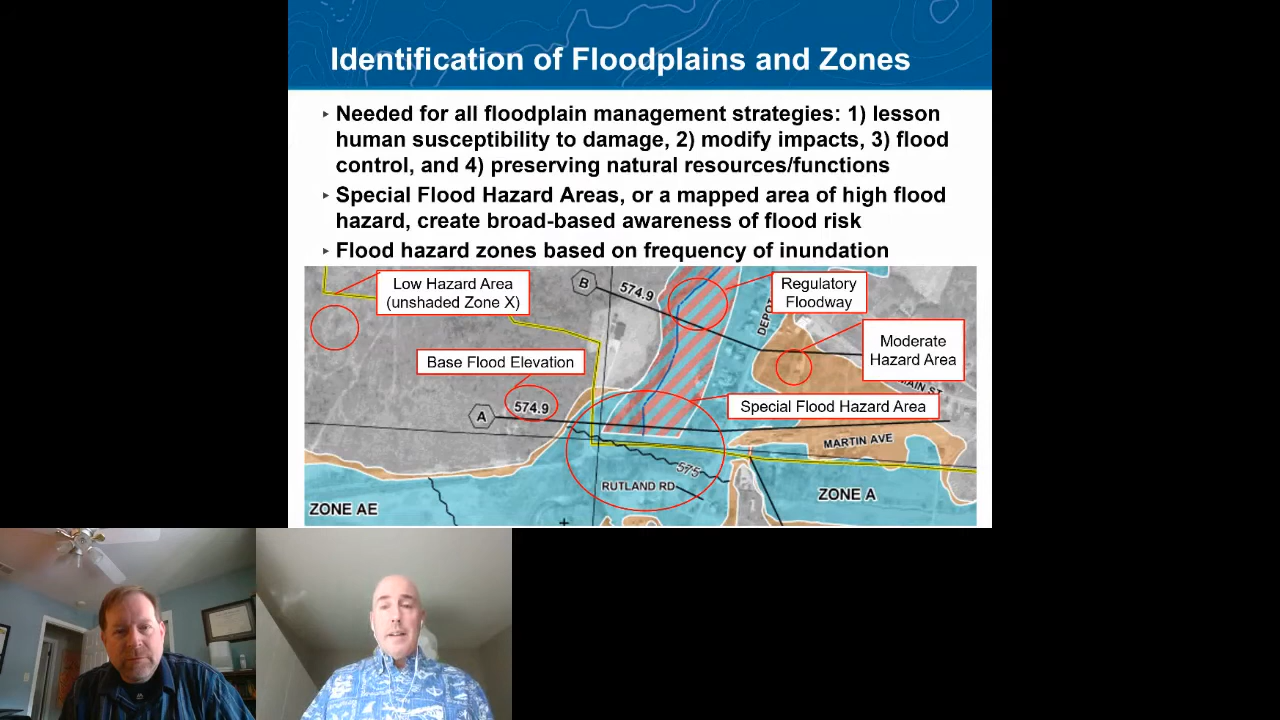 Identification of Floodplains and Zones
Needed for all floodplain management strategies: 1) lesson
human susceptibility to damage, 2) modify impacts, 3) flood
control, and 4) preserving natural resources/functions
Special Flood Hazard Areas, or a mapped area of high flood
hazard, create broad-based awareness of flood risk
Flood hazard zones based on frequency of inundation
Low Hazard Area
(unshaded Zone X)
B
574.9
Regulatory
Floodway
DEPOT
Moderate
Hazard Area
MAIN ST
Base Flood Elevation
A
574.9
Special Flood Hazard Area
MARTIN AVE
575
RUTLAND RD
ZONE A
ZONE AE